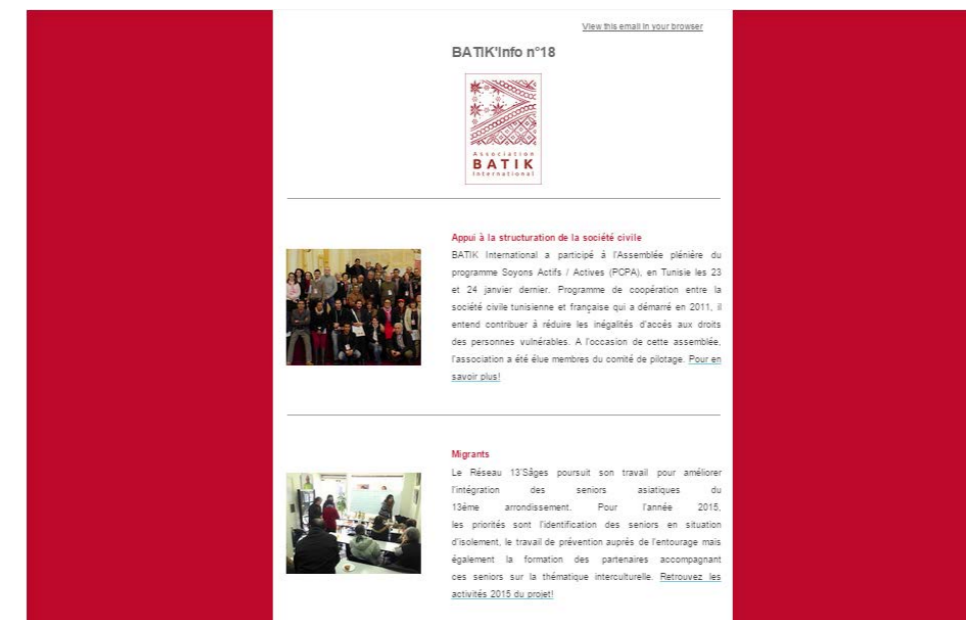 View this email in your browser
BATIK'Info n°18
Association
BATIK
International
Appui à la structuration de la société civile
BATIK International a participé à l'Assemblée plénière du
programme Soyons Actifs / Actives (PCPA), en Tunisie les 23
et 24 janvier dernier. Programme de coopération entre la
société civile tunisienne et française qui a démarré en 2011, il
entend contribuer à réduire les inégalités d'accès aux droits
des personnes vulnérables. A l'occasion de cette assemblée,
l'association a été élue membres du comité de pilotage. Pour en
savoir plus!
Migrants
Le Réseau 13'Sâges poursuit son travail pour améliorer
l'intégration des seniors asiatiques du
13ème arrondissement. Pour l'année 2015,
les priorités sont l'identification des seniors en situation
d'isolement, le travail de prévention auprès de l'entourage mais
également la formation des partenaires accompagnant
ces seniors sur la thématique interculturelle. Retrouvez les
activités 2015 du projet!